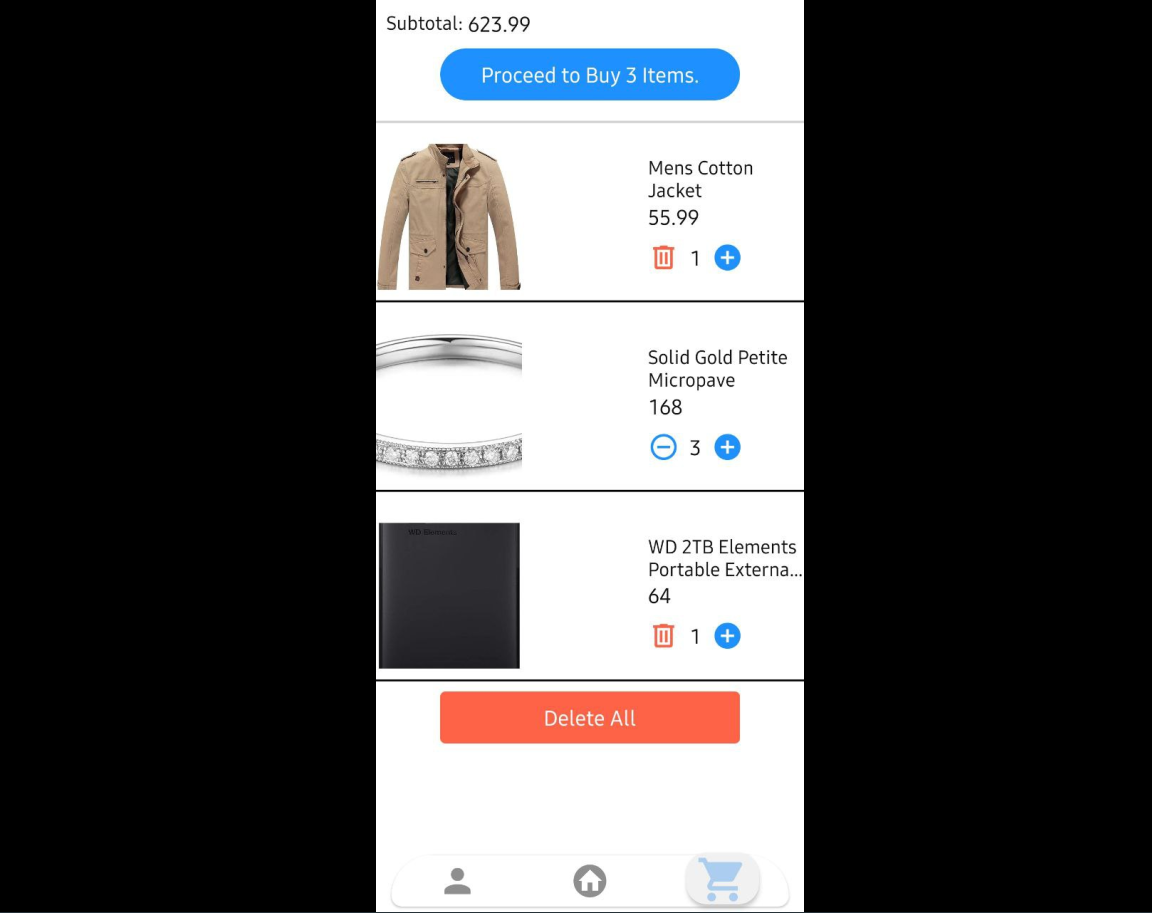 Subtotal: 623.99
Proceed to Buy 3 Items.
Mens Cotton
Jacket
55.99
1
Solid Gold Petite
Micropave
168
3
WD Elements
WD 2TB Elements
Portable Externa...
64
1
Delete All